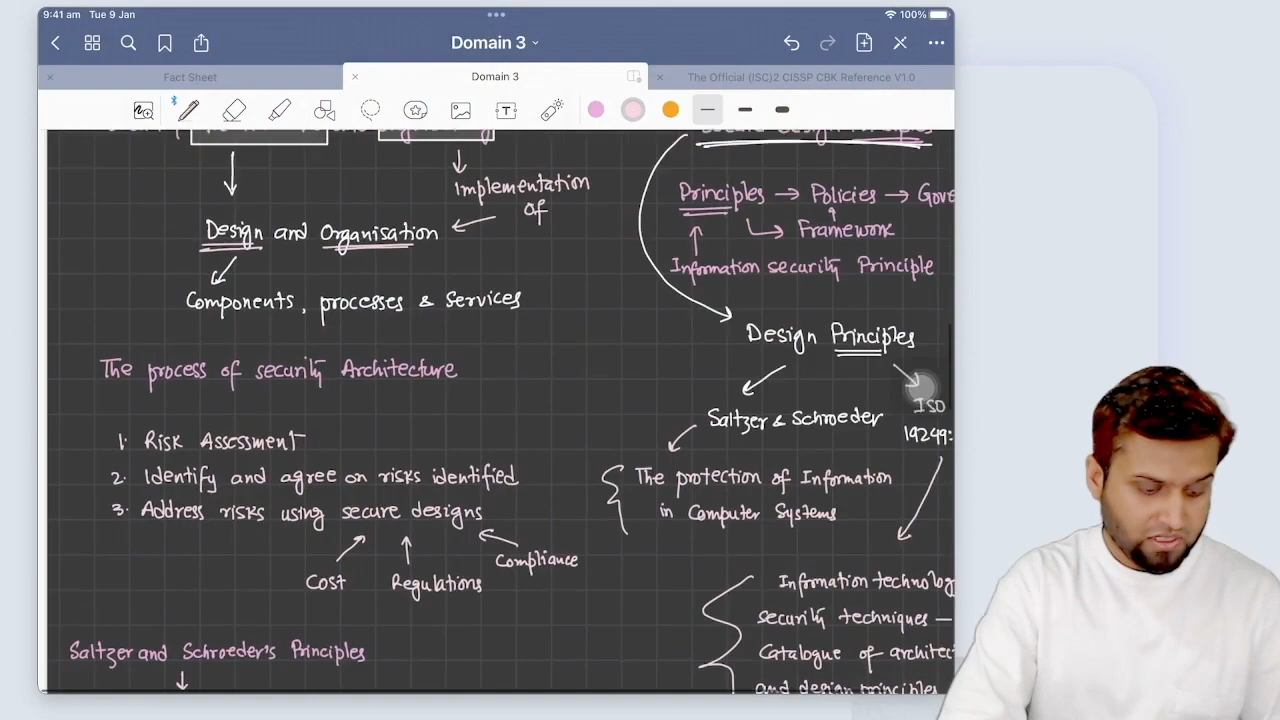 9:41 am Tue 9 Jan
100%
Domain 3
Fact Sheet
Domain 3
The Official (ISC)2 CISSP CBK Reference V1.0
Secure Design Principles
Implementation
of
Design and Organisation
Components, processes & Services
The process of security Architecture
1. Risk Assessment
2. Identify and agree on risks identified
3. Address risks using secure designs
Cost
Regulations
Compliance
Saltzer and Schroeder's Principles
Principles → Policies → Gove
Framework
Information security Principle
Design Principles
Saltzer & Schroeder
ISO
19249:
The protection of Information
in Computer Systems
Information technolog
security techniques —
Catalogue of architec
and design principles